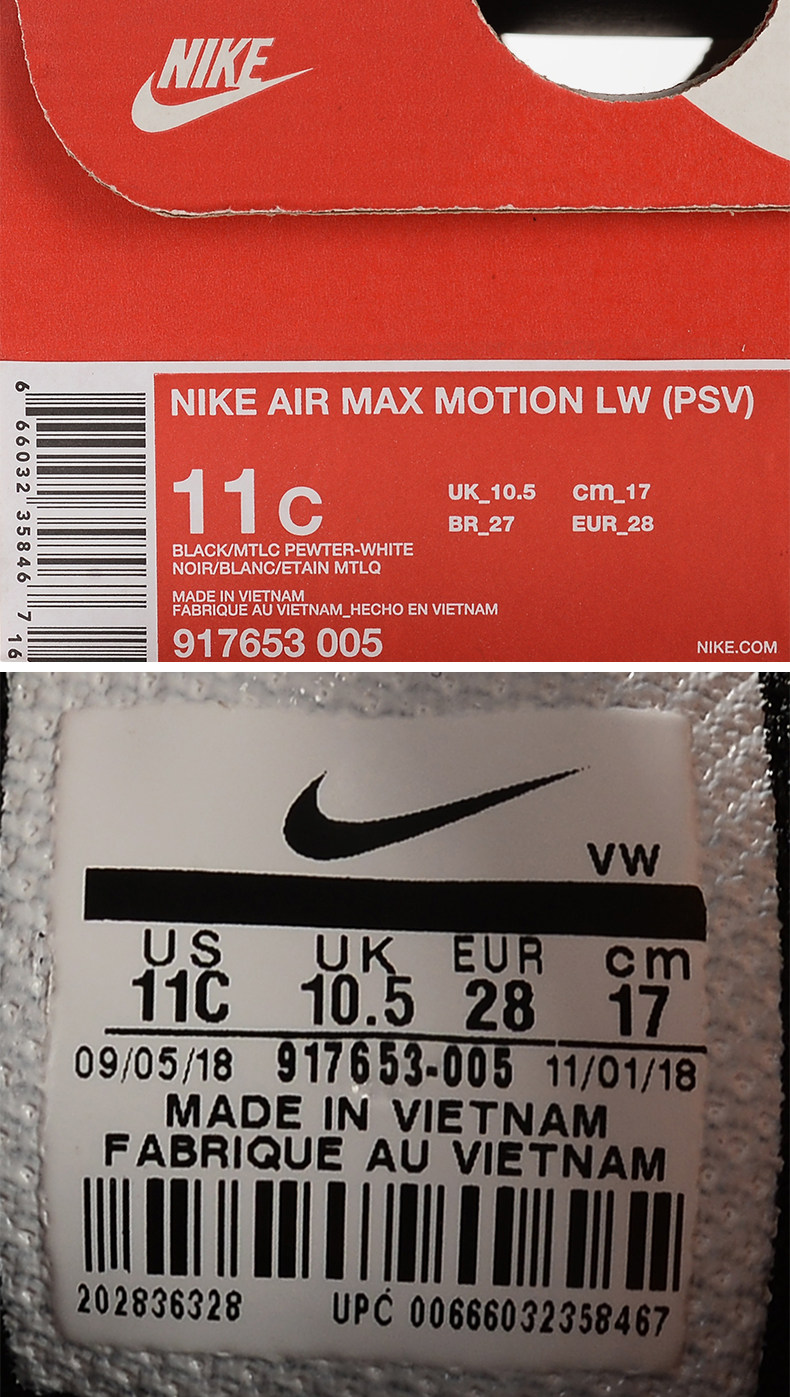 NIKE
NIKE AIR MAX MOTION LW (PSV)
11C
UK_10.5 cm_17
BR_27 EUR_28
BLACK/MTLC PEWTER-WHITE
NOIR/BLANC/ETAIN MTLQ
MADE IN VIETNAM
FABRIQUE AU VIETNAM_HECHO EN VIETNAM
917653 005
NIKE.COM
6 66032 35846 7 16
VW
US UK EUR cm
11C 10.5 28 17
09/05/18 917653-005 11/01/18
MADE IN VIETNAM
FABRIQUE AU VIETNAM
202836328 UPC 00666032358467